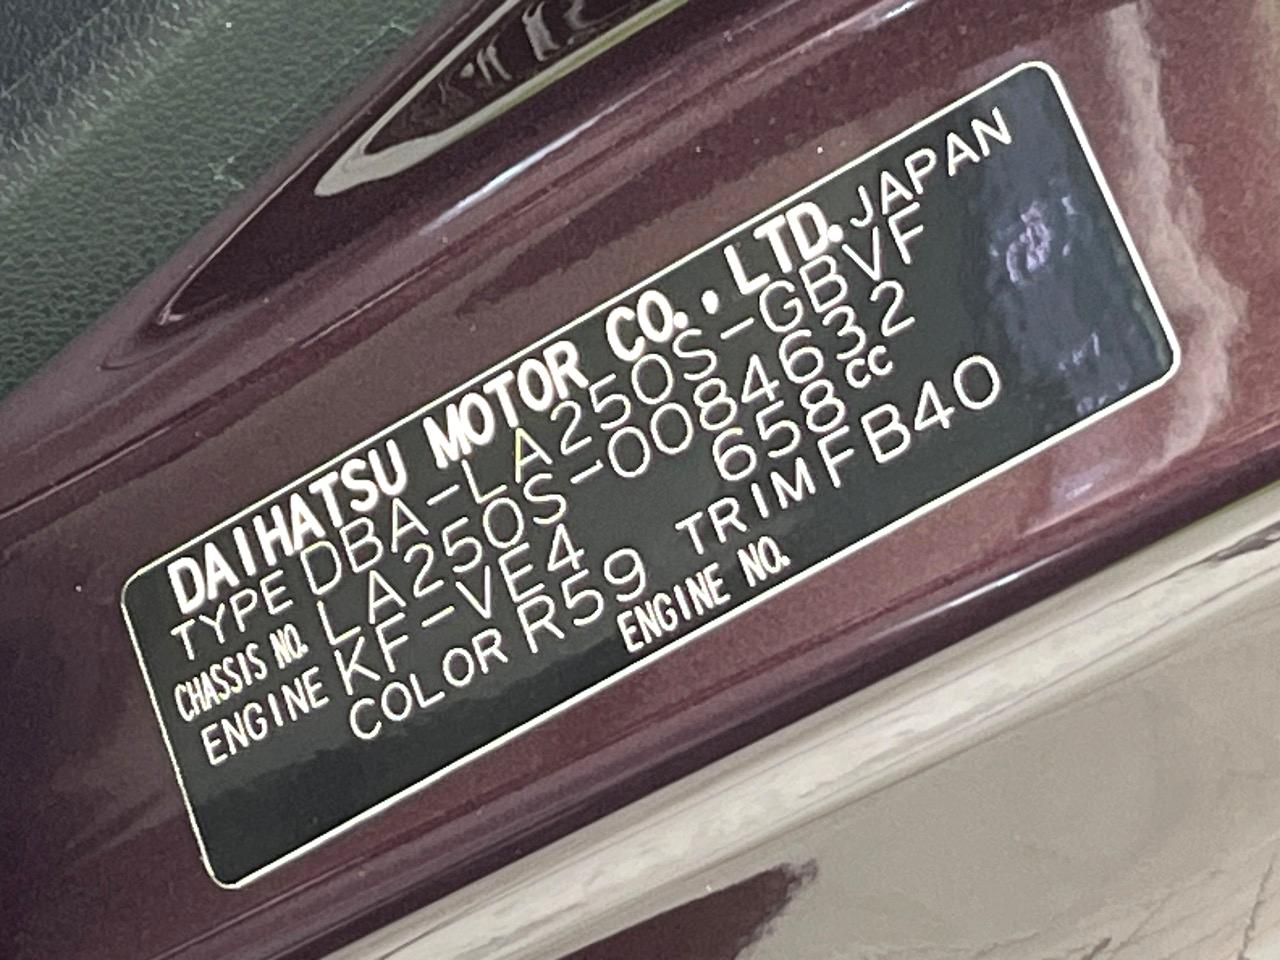 DAIHATSU MOTOR CO., LTD. JAPAN
TYPE DBA-LA250S-GBVF
CHASSIS NO. LA250S-0084632
ENGINE KF-VE4 658cc
COLOR R59 TRIM FB40
ENGINE NO.